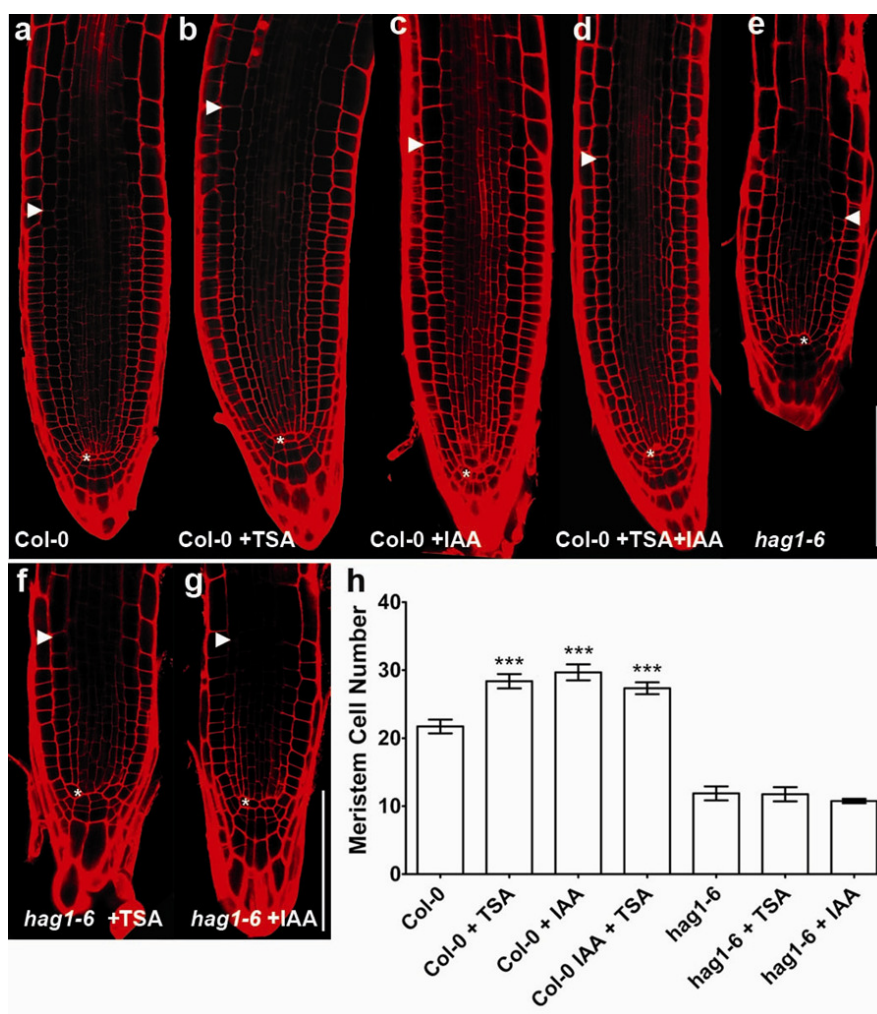 a b c d e
* * * * *
Col-0 Col-0 +TSA Col-0 +IAA Col-0 +TSA+IAA hag1-6
f g h
* *
hag1-6 +TSA hag1-6 +IAA
Meristem Cell Number
40
30
20
10
0
*** *** ***
Col-0
Col-0 + TSA
Col-0 + IAA
Col-0 IAA + TSA
hag1-6
hag1-6 + TSA
hag1-6 + IAA